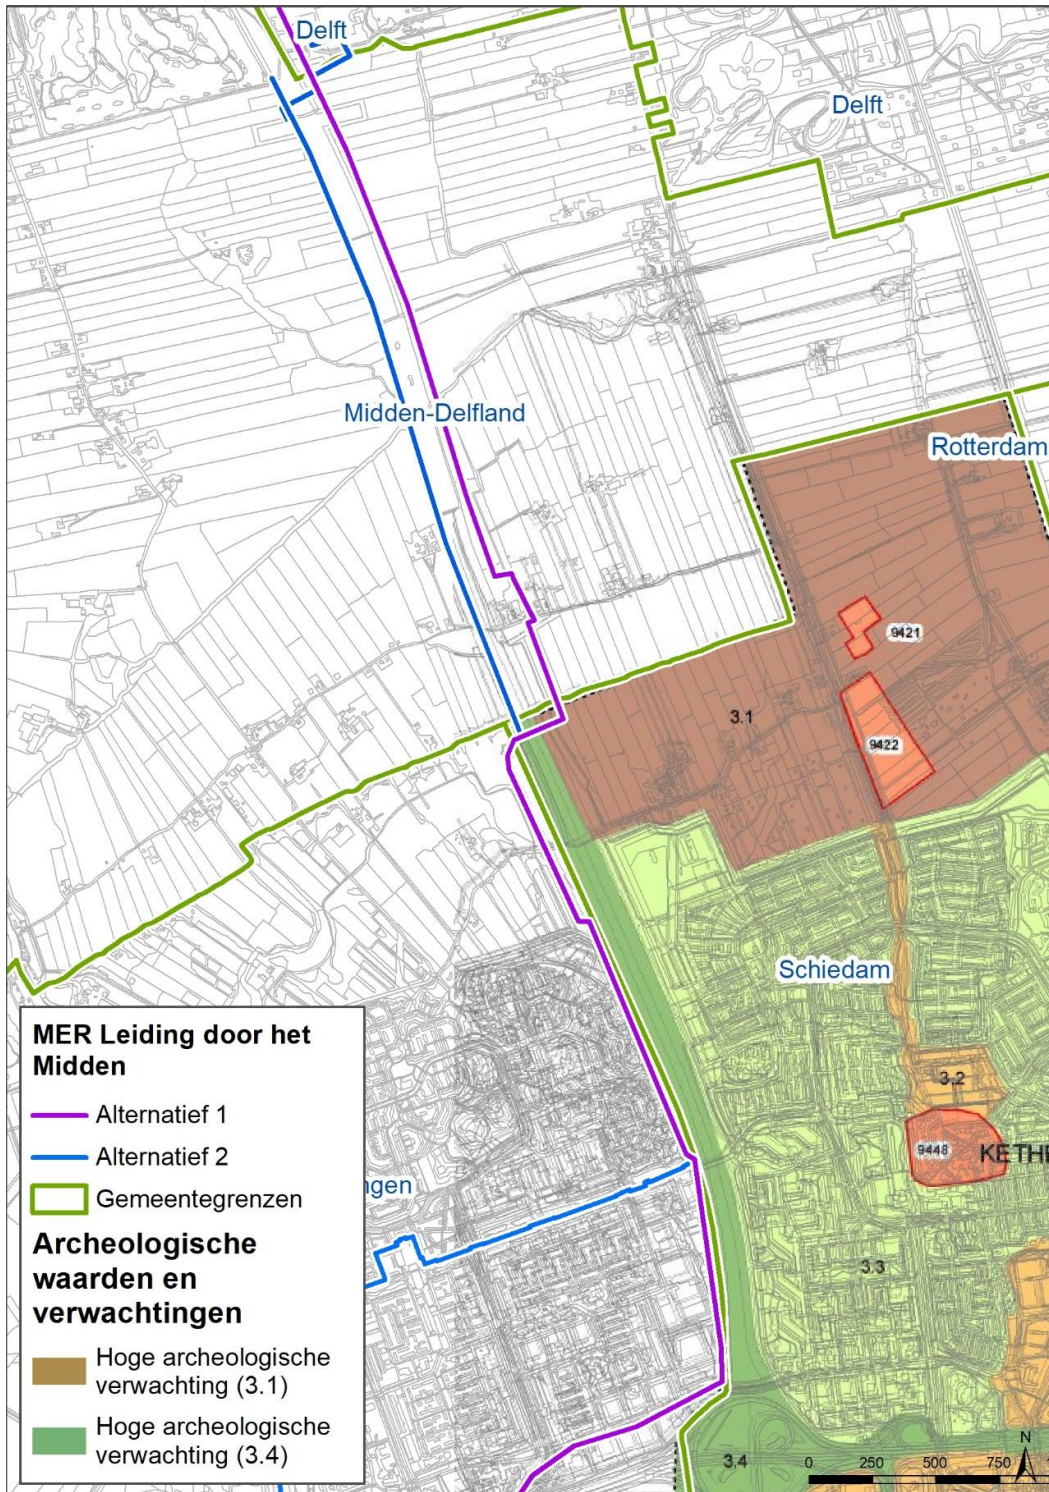 Delft
Delft
Midden-Delfland
Rotterdam
9421
3.1
9422
Schiedam
3.2
9448
KETHE
ngen
3.3
3.4
MER Leiding door het
Midden
Alternatief 1
Alternatief 2
Gemeentegrenzen
Archeologische
waarden en
verwachtingen
Hoge archeologische
verwachting (3.1)
Hoge archeologische
verwachting (3.4)
N
0 250 500 750 1